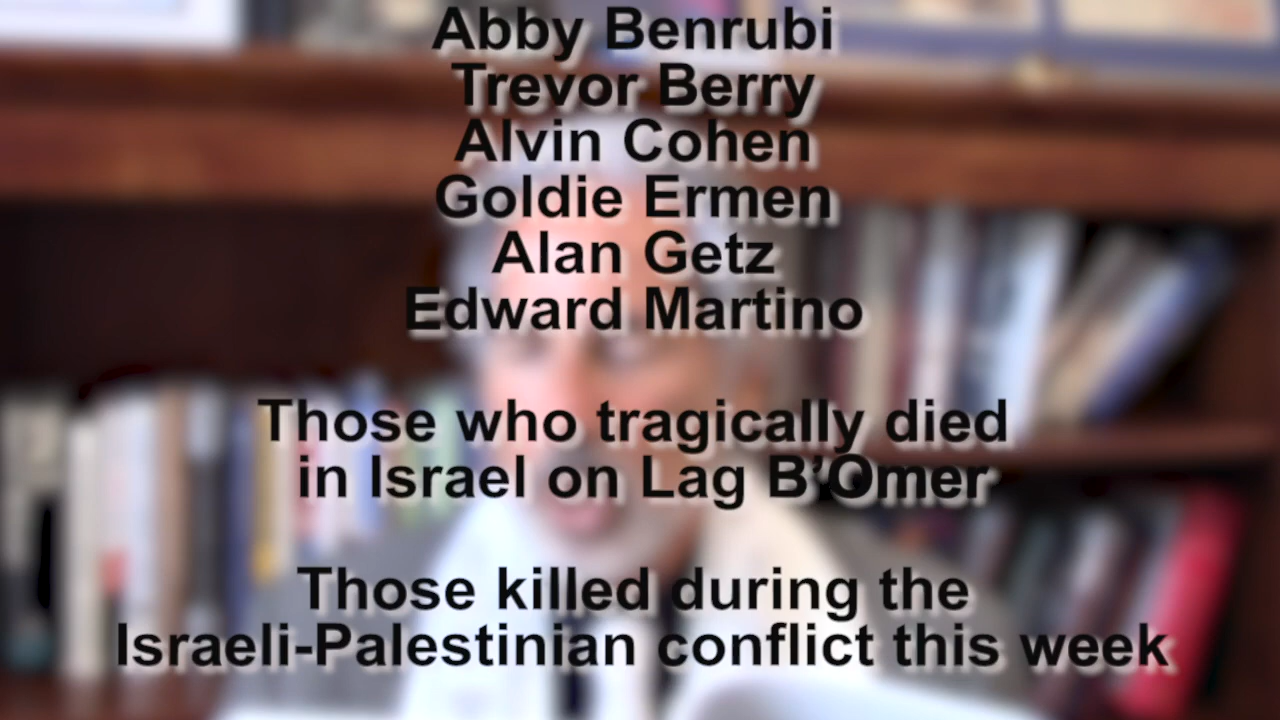 Abby Benrubi
Trevor Berry
Alvin Cohen
Goldie Ermen
Alan Getz
Edward Martino
Those who tragically died
in Israel on Lag B’Omer
Those killed during the
Israeli-Palestinian conflict this week